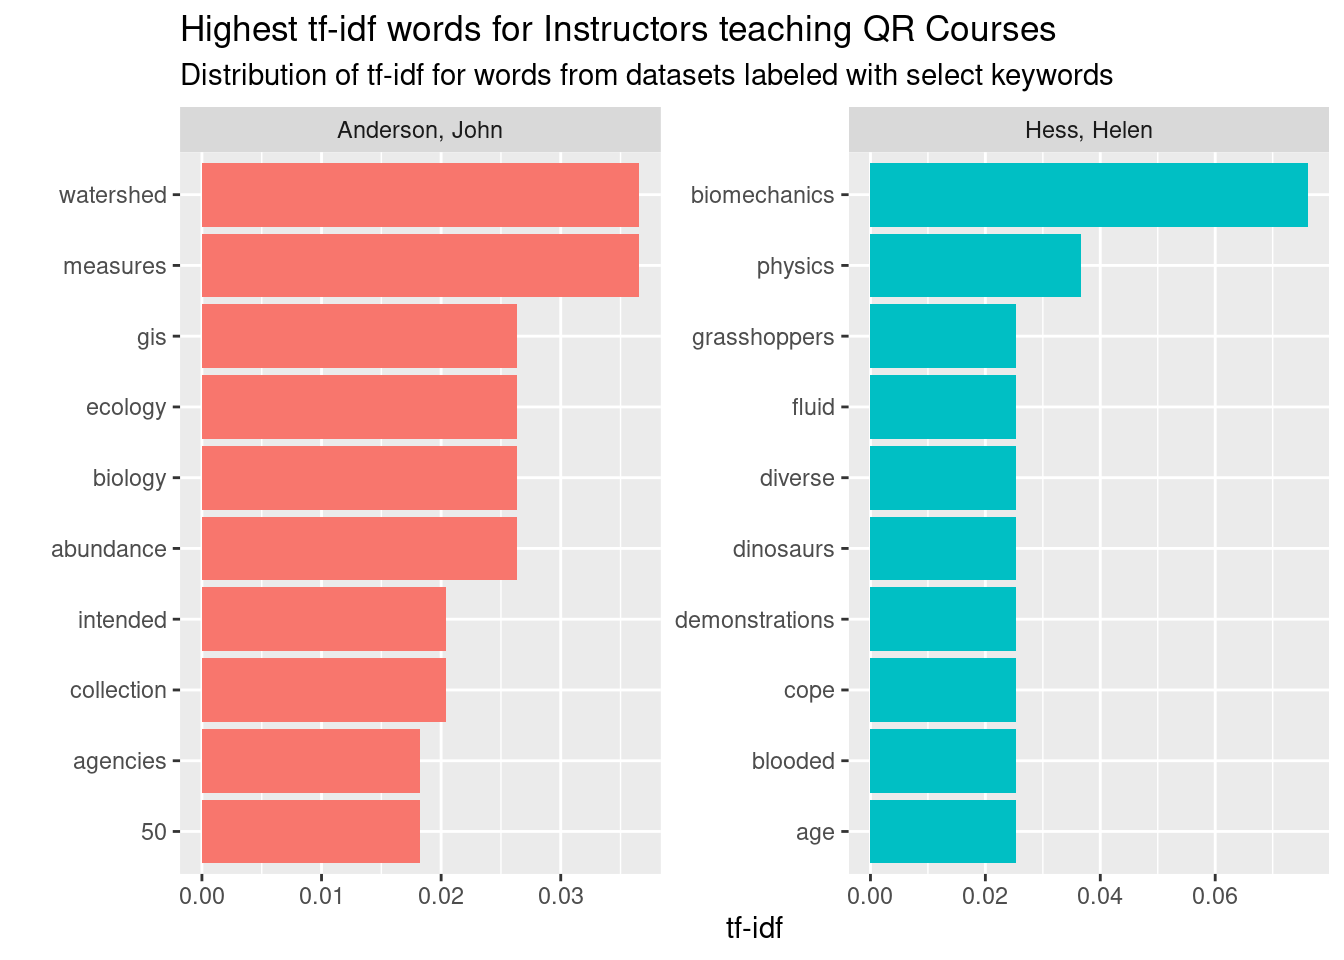 Highest tf-idf words for Instructors teaching QR Courses
Distribution of tf-idf for words from datasets labeled with select keywords
Anderson, John
watershed
measures
gis
ecology
biology
abundance
intended
collection
agencies
50
0.00 0.01 0.02 0.03
Hess, Helen
biomechanics
physics
grasshoppers
fluid
diverse
dinosaurs
demonstrations
cope
blooded
age
0.00 0.02 0.04 0.06
tf-idf